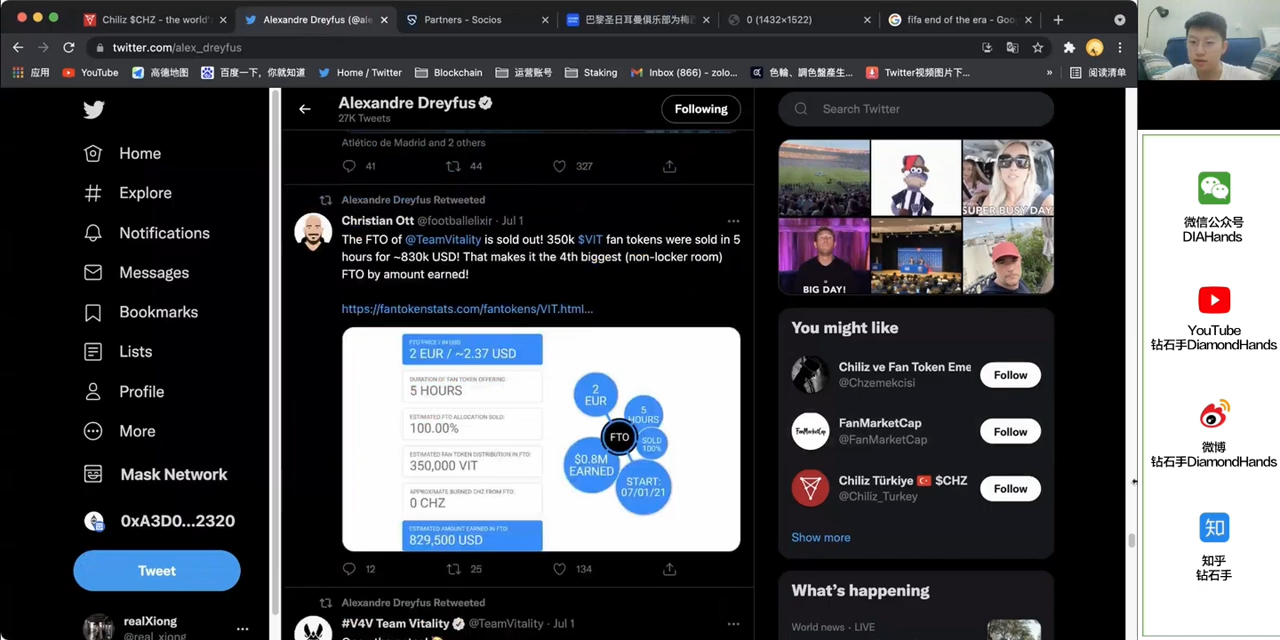 Chiliz $CHZ - the world's
Alexandre Dreyfus (@ale
Partners - Socios
巴黎圣日耳曼俱乐部为梅西
0 (1432×1522)
fifa end of the era - Goo
twitter.com/alex_dreyfus
应用
YouTube
高德地图
百度一下，你就知道
Home / Twitter
Blockchain
运营账号
Staking
Inbox (866) - zolo...
色輪、調色盤產生...
Twitter视频图片下...
»
阅读清单
Home
Explore
Notifications
Messages
Bookmarks
Lists
Profile
More
Mask Network
0xA3D0...2320
Tweet
realXiong
@real_xiong
Alexandre Dreyfus
27K Tweets
Following
Atlético de Madrid and 2 others
41
44
327
Alexandre Dreyfus Retweeted
Christian Ott @footballelixir · Jul 1
The FTO of @TeamVitality is sold out! 350k $VIT fan tokens were sold in 5
hours for ~830k USD! That makes it the 4th biggest (non-locker room)
FTO by amount earned!
https://fantokenstats.com/fantokens/VIT.html...
FTO PRICE / IN USD
2 EUR / ~2.37 USD
DURATION OF FAN TOKEN OFFERING:
5 HOURS
ESTIMATED FTO ALLOCATION SOLD:
100.00%
ESTIMATED FAN TOKEN DISTRIBUTION IN FTO:
350,000 VIT
APPROXIMATE BURNED CHZ FROM FTO:
0 CHZ
ESTIMATED AMOUNT EARNED IN FTO:
829,500 USD
2
EUR
5
HOURS
FTO
SOLD
100%
$0.8M
EARNED
START:
07/01/21
12
25
134
Alexandre Dreyfus Retweeted
#V4V Team Vitality @TeamVitality · Jul 1
Search Twitter
SUPER BUSY DAY
BIG DAY!
You might like
Chiliz ve Fan Token Eme
@Chzemekcisi
Follow
FanMarketCap
FanMarketCap
@FanMarketCap
Follow
Chiliz Türkiye $CHZ
@Chiliz_Turkey
Follow
Show more
What's happening
World news · LIVE
微信公众号
DIAHands
YouTube
钻石手DiamondHands
微博
钻石手DiamondHands
知
知乎
钻石手